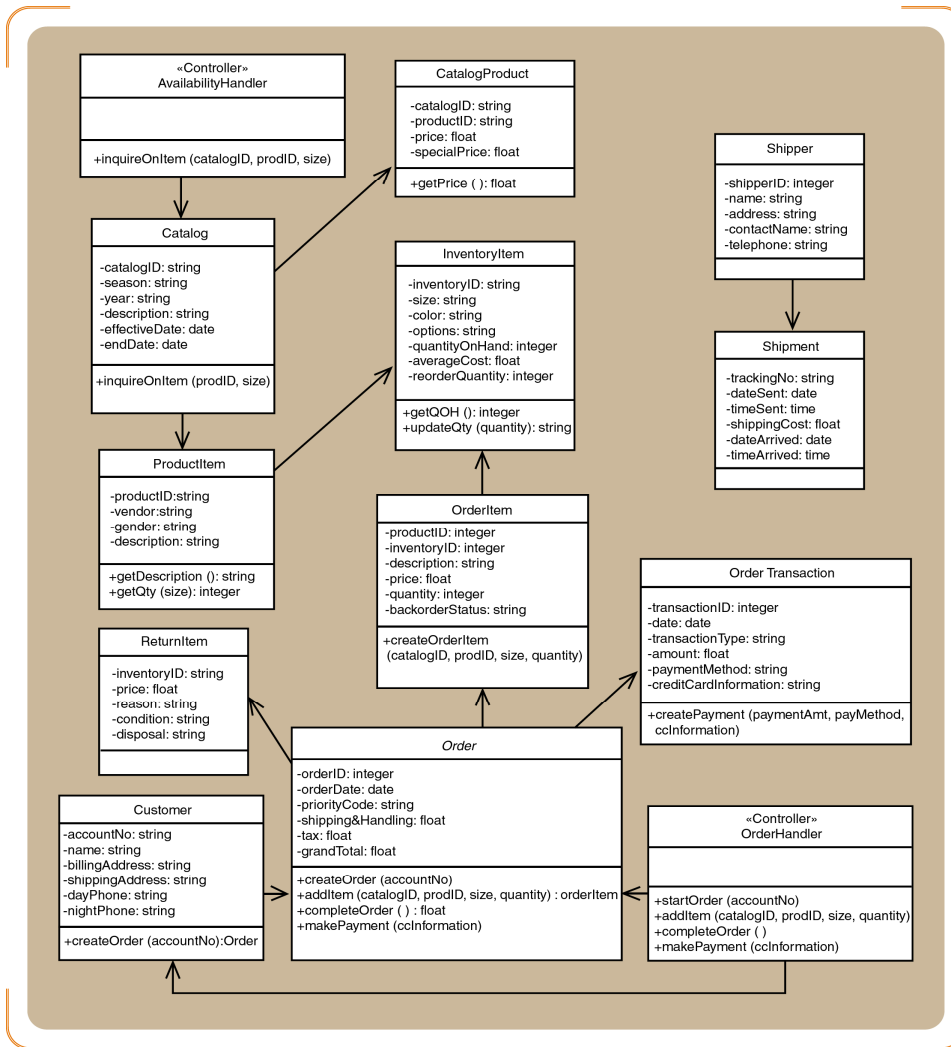 «Controller»
AvailabilityHandler
+inquireOnItem (catalogID, prodID, size)
CatalogProduct
-catalogID: string
-productID: string
-price: float
-specialPrice: float
+getPrice ( ): float
Shipper
-shipperID: integer
-name: string
-address: string
-contactName: string
-telephone: string
Catalog
-catalogID: string
-season: string
-year: string
-description: string
-effectiveDate: date
-endDate: date
+inquireOnItem (prodID, size)
InventoryItem
-inventoryID: string
-size: string
-color: string
-options: string
-quantityOnHand: integer
-averageCost: float
-reorderQuantity: integer
+getQOH (): integer
+updateQty (quantity): string
Shipment
-trackingNo: string
-dateSent: date
-timeSent: time
-shippingCost: float
-dateArrived: date
-timeArrived: time
ProductItem
-productID:string
-vendor:string
-gender: string
-description: string
+getDescription (): string
+getQty (size): integer
OrderItem
-productID: integer
-inventoryID: integer
-description: string
-price: float
-quantity: integer
-backorderStatus: string
+createOrderItem
(catalogID, prodID, size, quantity)
Order Transaction
-transactionID: integer
-date: date
-transactionType: string
-amount: float
-paymentMethod: string
-creditCardInformation: string
+createPayment (paymentAmt, payMethod,
ccInformation)
ReturnItem
-inventoryID: string
-price: float
-reason: string
-condition: string
-disposal: string
Order
-orderID: integer
-orderDate: date
-priorityCode: string
-shipping&Handling: float
-tax: float
-grandTotal: float
+createOrder (accountNo)
+addItem (catalogID, prodID, size, quantity) : orderItem
+completeOrder ( ) : float
+makePayment (ccInformation)
Customer
-accountNo: string
-name: string
-billingAddress: string
-shippingAddress: string
-dayPhone: string
-nightPhone: string
+createOrder (accountNo):Order
«Controller»
OrderHandler
+startOrder (accountNo)
+addItem (catalogID, prodID, size, quantity)
+completeOrder ( )
+makePayment (ccInformation)